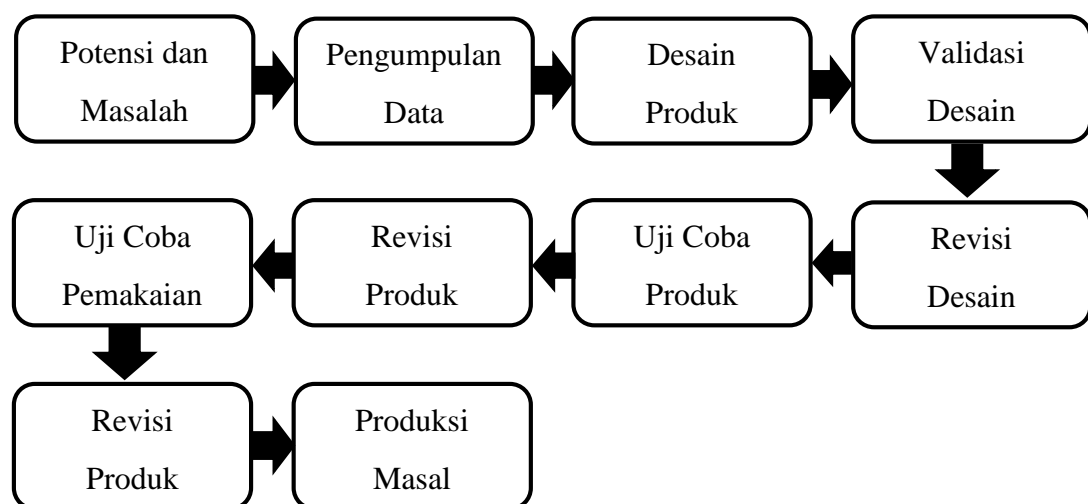 Potensi dan
Masalah
Pengumpulan
Data
Desain
Produk
Validasi
Desain
Revisi
Desain
Uji Coba
Produk
Revisi
Produk
Uji Coba
Pemakaian
Revisi
Produk
Produksi
Masal